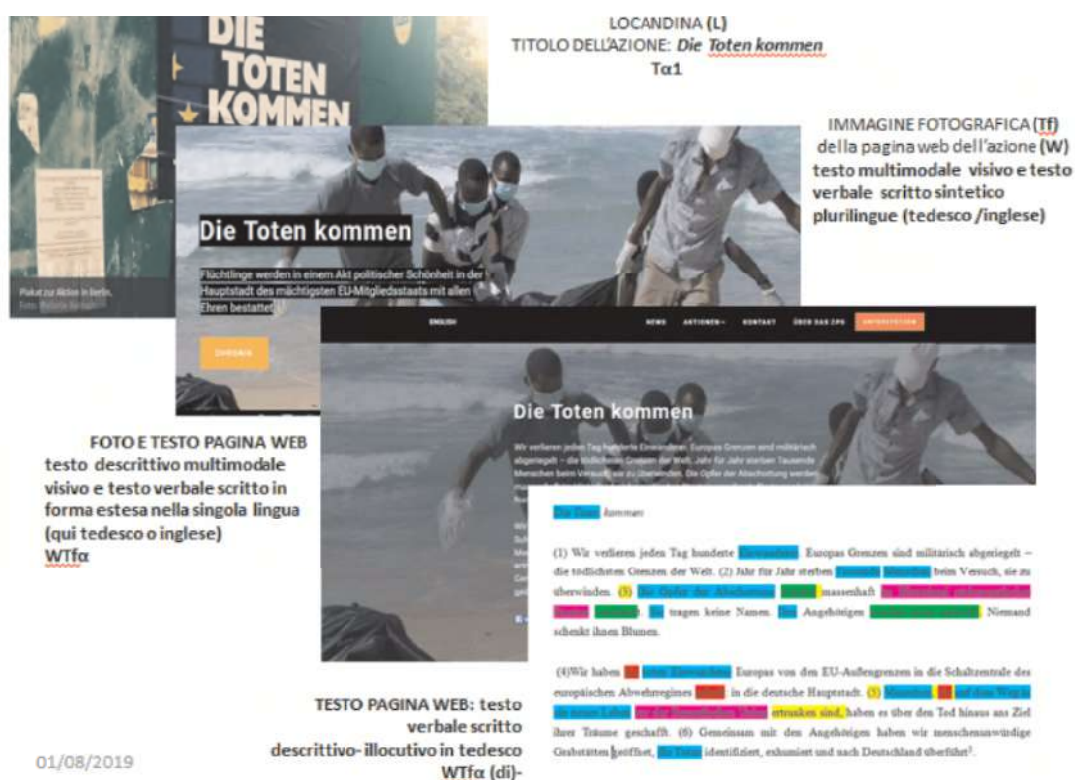 LOCANDINA (L)
TITOLO DELL'AZIONE: Die Toten kommen
Tα1
DIE
TOTEN
KOMMEN
Plakat zur Aktion in Berlin,
IMMAGINE FOTOGRAFICA (Tf)
della pagina web dell'azione (W)
testo multimodale visivo e testo
verbale scritto sintetico
plurilingue (tedesco /inglese)
Die Toten kommen
Flüchtlinge werden in einem Akt politischer Schönheit in der
Hauptstadt des mächtigsten EU-Mitgliedsstaats mit allen
Ehren bestattet
CHRONIK
ENGLISH NEWS AKTIONEN KONTAKT ÜBER DAS ZPS UNTERSTÜTZEN
Die Toten kommen
Wir verlieren jeden Tag hunderte Einwanderer. Europas Grenzen sind militärisch
abgeriegelt – die tödlichsten Grenzen der Welt. Jahr für Jahr sterben Tausende
Menschen beim Versuch, sie zu überwinden. Die Opfer der Abschottung werden
FOTO E TESTO PAGINA WEB
testo descrittivo multimodale
visivo e testo verbale scritto in
forma estesa nella singola lingua
(qui tedesco o inglese)
WTfα
Die Toten kommen
(1) Wir verlieren jeden Tag hunderte Einwanderer. Europas Grenzen sind militärisch abgeriegelt –
die tödlichsten Grenzen der Welt. (2) Jahr für Jahr sterben Tausende Menschen beim Versuch, sie zu
überwinden. (3) Die Opfer der Abschottung massenhaft
tragen keine Namen. Ihre Angehörigen Niemand
schenkt ihnen Blumen.
(4)Wir haben toten Einwanderer Europas von den EU-Außengrenzen in die Schaltzentrale des
europäischen Abwehrregimes in die deutsche Hauptstadt. (5) Menschen, auf dem Weg in
ein neues Leben ertrunken sind, haben es über den Tod hinaus ans Ziel
ihrer Träume geschafft. (6) Gemeinsam mit den Angehörigen haben wir menschenunwürdige
Grabstätten geöffnet, die Toten identifiziert, exhumiert und nach Deutschland überführt².
TESTO PAGINA WEB: testo
verbale scritto
descrittivo-illocutivo in tedesco
WTfα (di)-
01/08/2019